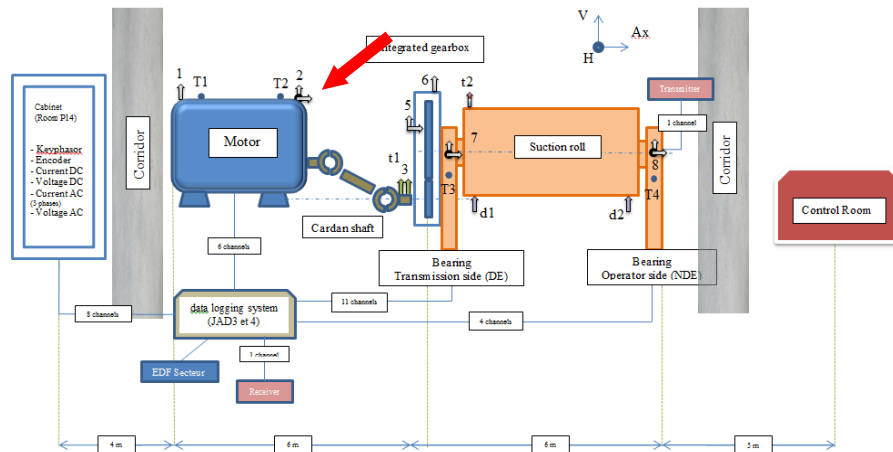 V
Ax
H
Integrated gearbox
Transmitter
1
T1
T2
2
6
t2
Cabinet
(Room P14)
- Keyphasor
- Encoder
- Current DC
- Voltage DC
- Current AC
(3 phases)
- Voltage AC
Corridor
Motor
5
7
Suction roll
1 channel
8
Corridor
t1
3
T3
T4
Control Room
d1
d2
Cardan shaft
6 channels
Bearing
Transmission side (DE)
Bearing
Operator side (NDE)
data logging system
(JAD3 et 4)
11 channels
8 channels
4 channels
1 channel
EDF Secteur
Receiver
4 m
6 m
6 m
5 m